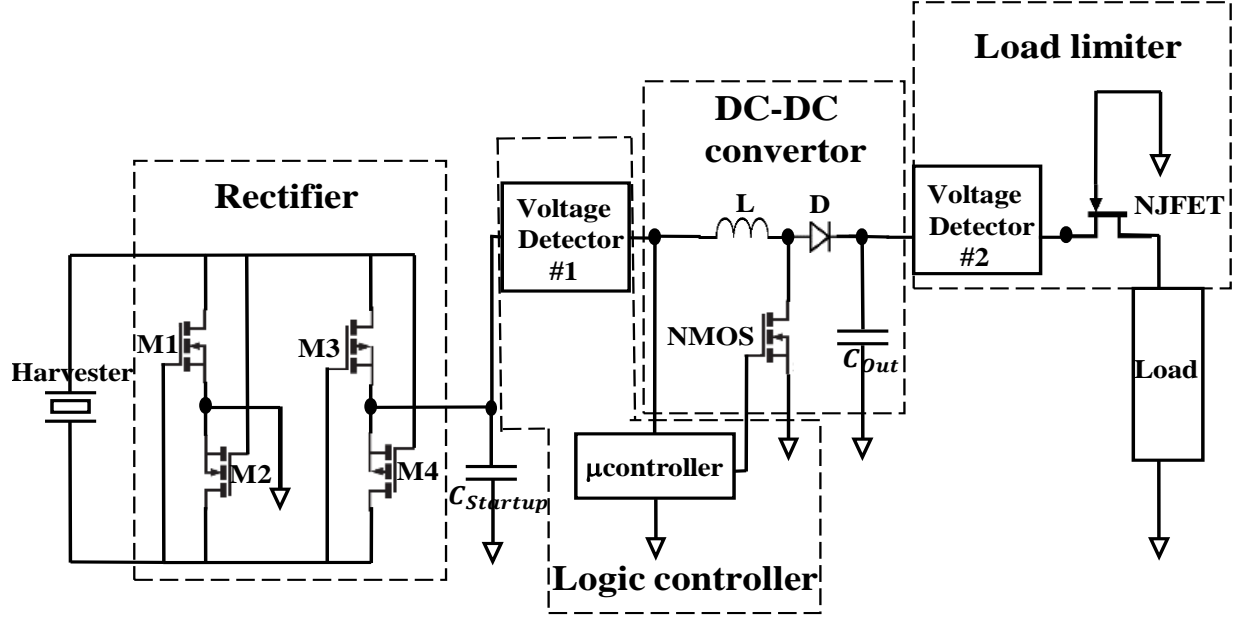 Load limiter
DC-DC
convertor
Rectifier
Voltage
Detector
#1
L
D
Voltage
Detector
#2
NJFET
M1
M3
NMOS
Harvester
C_Out
Load
M2
M4
μcontroller
C_Startup
Logic controller